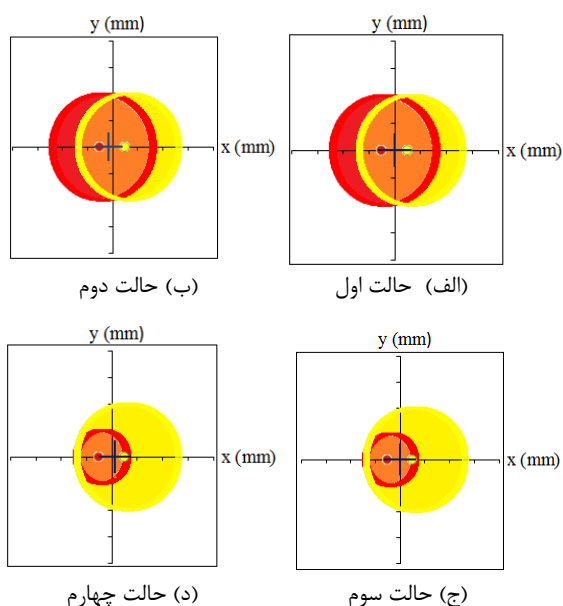 y (mm)
y (mm)
x (mm)
x (mm)
(الف) حالت اول
(ب) حالت دوم
y (mm)
y (mm)
x (mm)
x (mm)
(ج) حالت سوم
(د) حالت چهارم